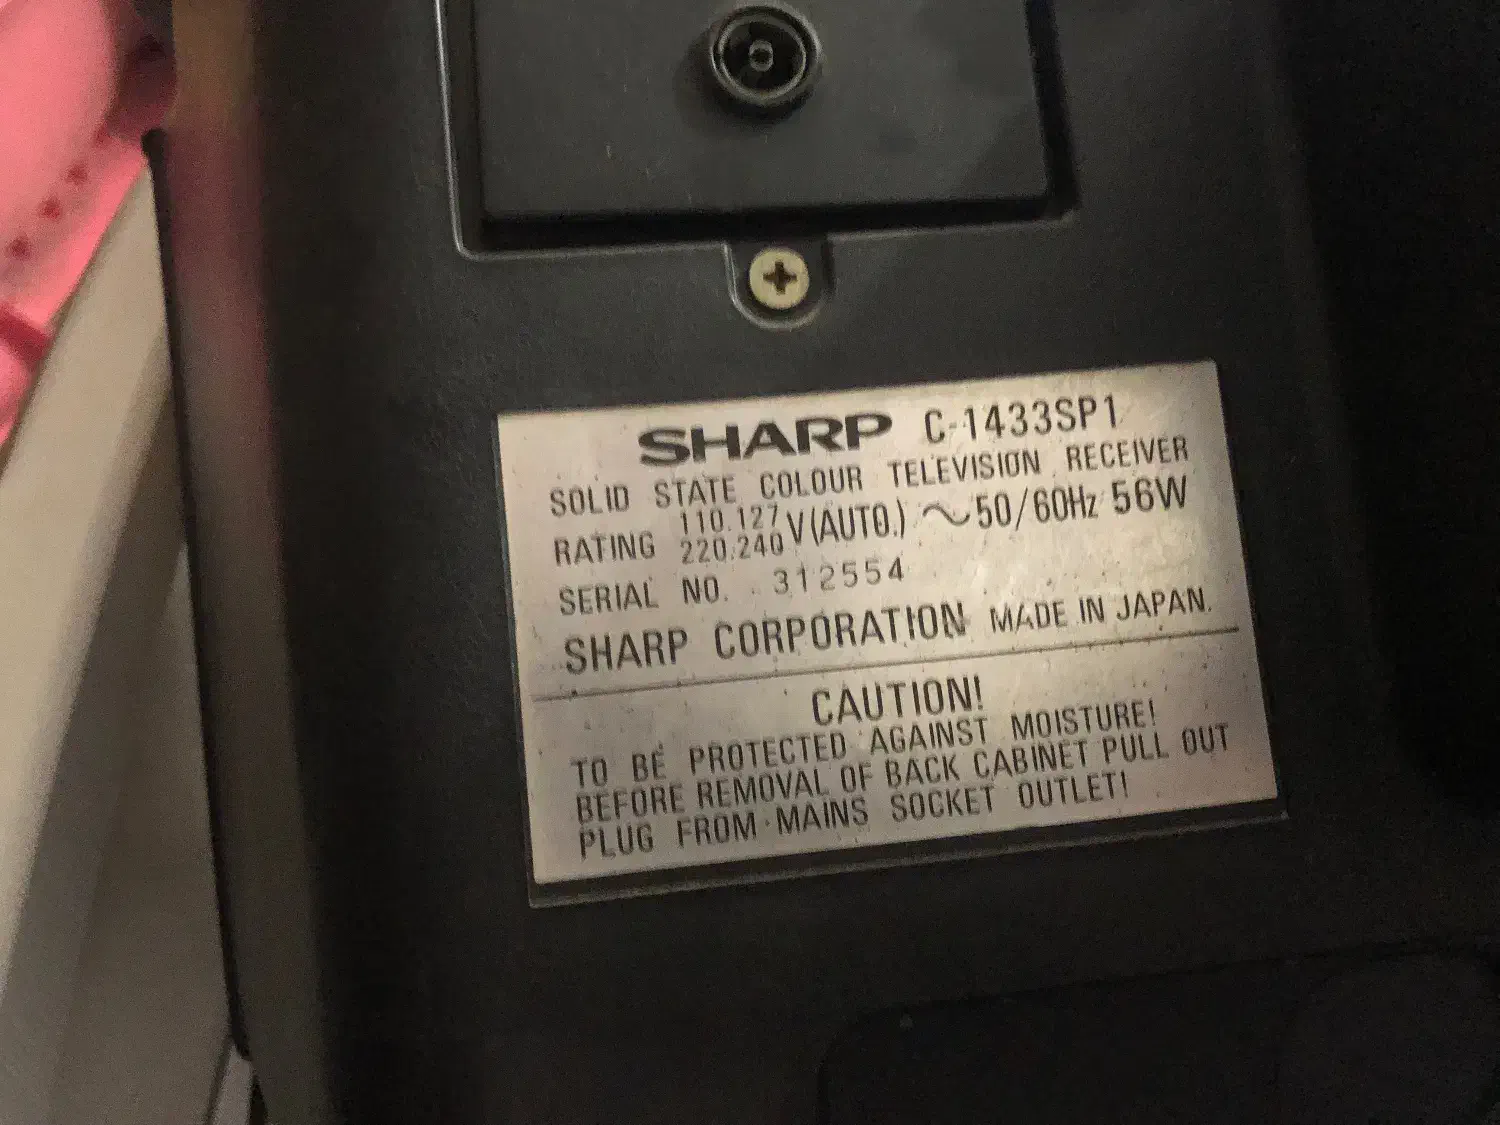 SHARP C-1433SP1
SOLID STATE COLOUR TELEVISION RECEIVER
RATING 110.127 220.240 V(AUTO.) ~50/60Hz 56W
SERIAL NO. 312554
SHARP CORPORATION MADE IN JAPAN.
CAUTION!
TO BE PROTECTED AGAINST MOISTURE!
BEFORE REMOVAL OF BACK CABINET PULL OUT
PLUG FROM MAINS SOCKET OUTLET!